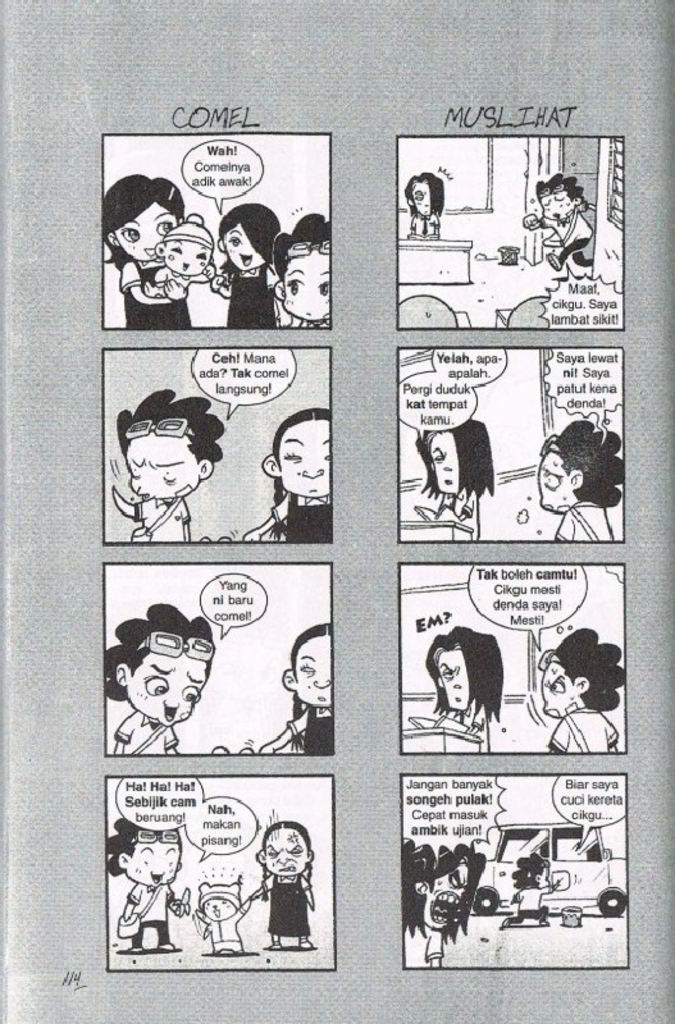 COMEL
Wah!
Comelnya
adik awak!
Ceh! Mana
ada? Tak comel
langsung!
Yang
ni baru
comel!
Ha! Ha! Ha!
Sebijik cam
beruang!
Nah,
makan
pisang!
MUSLIHAT
Maaf,
cikgu. Saya
lambat sikit!
Yelah, apa-
apalah.
Pergi duduk
kat tempat
kamu.
Saya lewat
ni! Saya
patut kena
denda!
Tak boleh camtu!
Cikgu mesti
denda saya!
Mesti!
EM?
Jangan banyak
songeh pulak!
Cepat masuk
ambik ujian!
Biar saya
cuci kereta
cikgu...
114